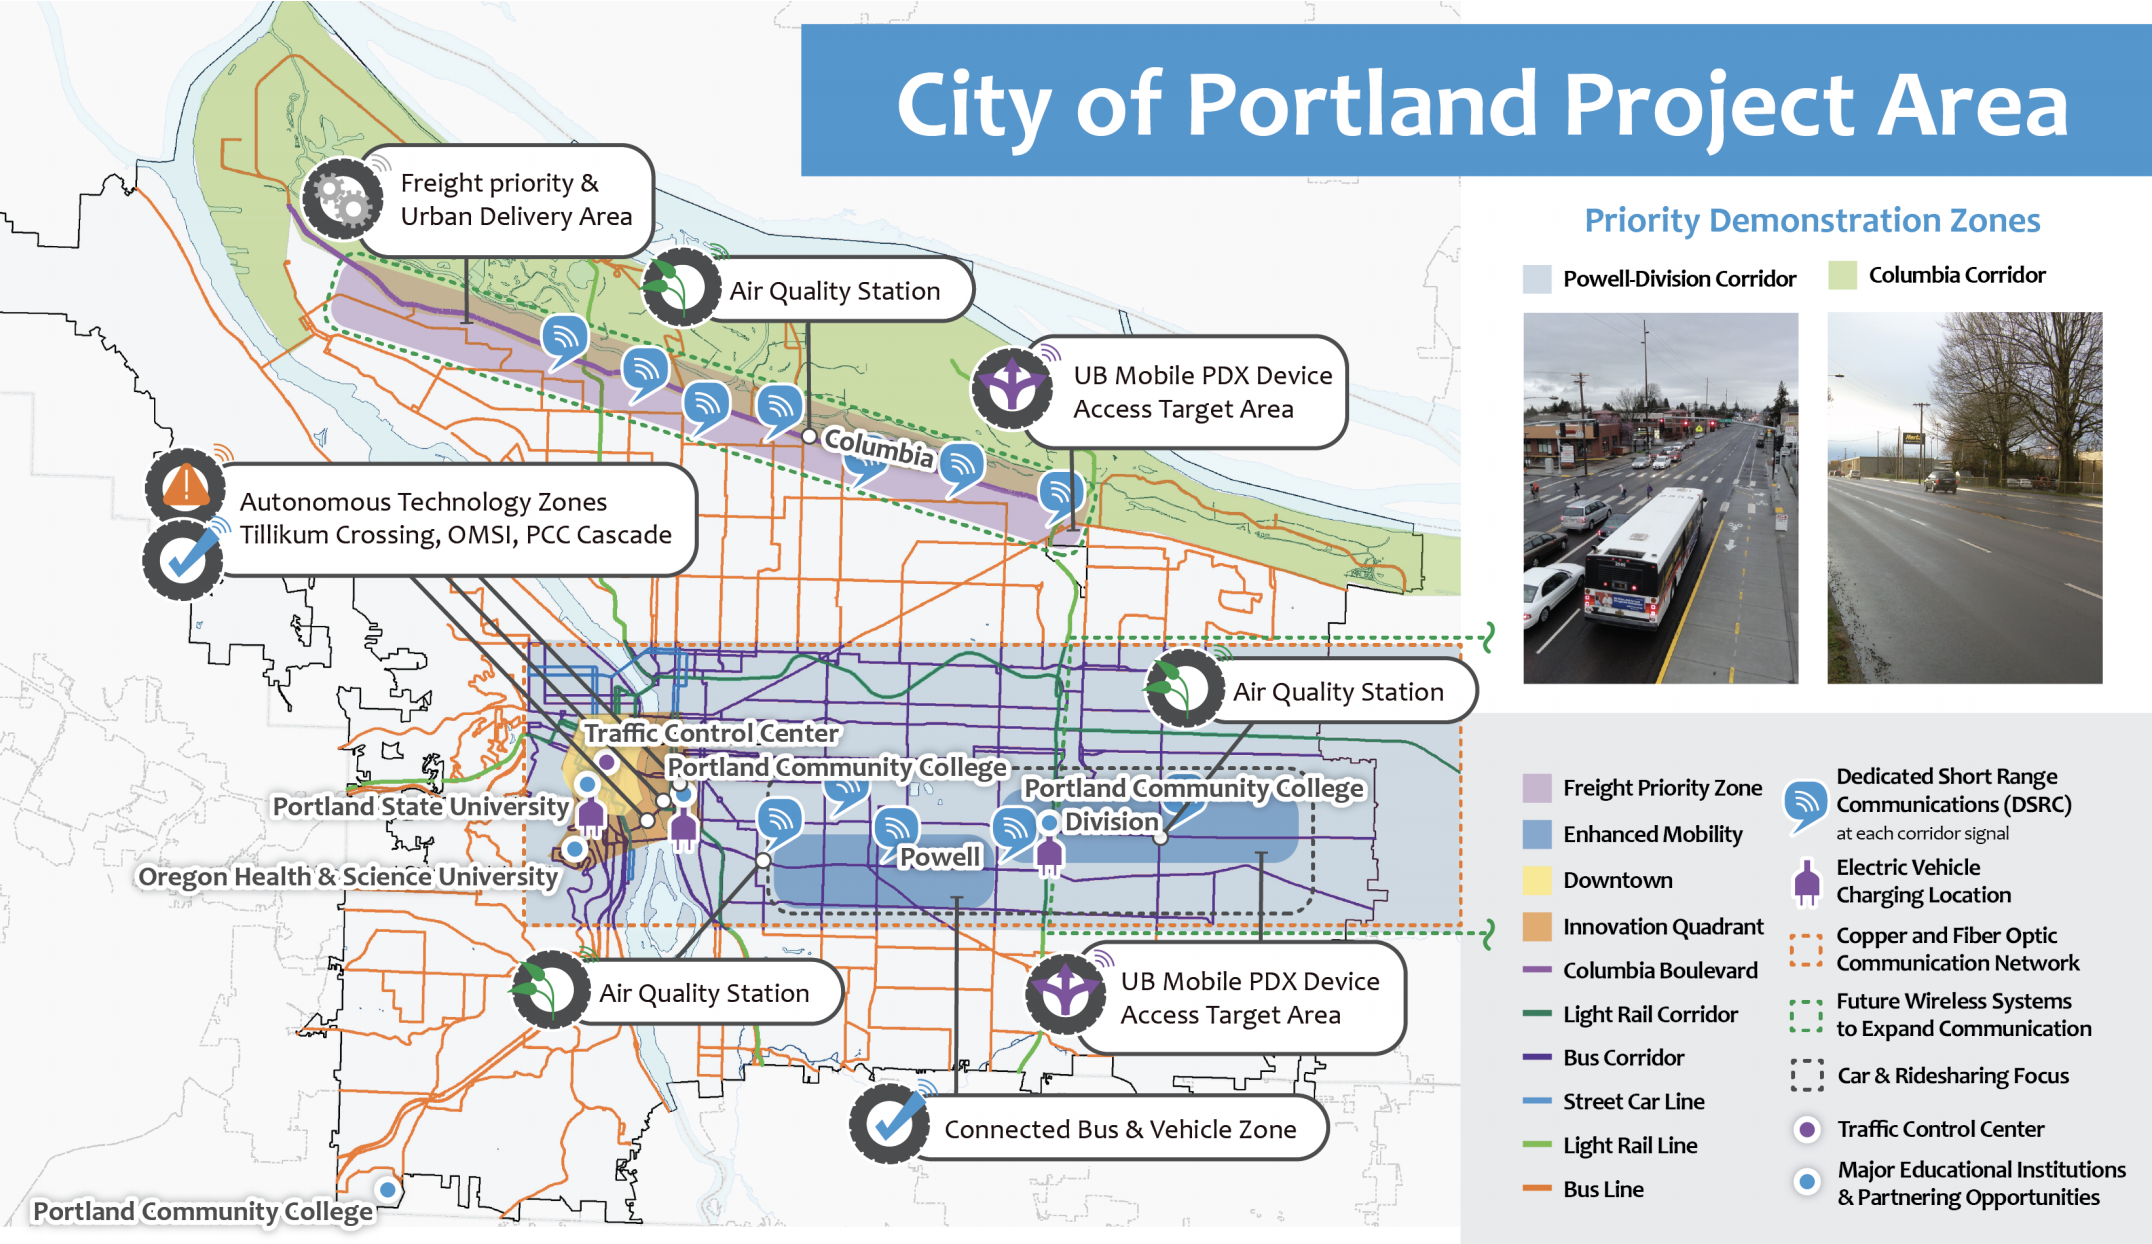 City of Portland Project Area
Priority Demonstration Zones
Powell-Division Corridor
Columbia Corridor
Freight priority &
Urban Delivery Area
Air Quality Station
UB Mobile PDX Device
Access Target Area
Columbia
Autonomous Technology Zones
Tillikum Crossing, OMSI, PCC Cascade
Air Quality Station
Traffic Control Center
Portland Community College
Portland State University
Portland Community College
Division
Powell
Oregon Health & Science University
Air Quality Station
UB Mobile PDX Device
Access Target Area
Connected Bus & Vehicle Zone
Portland Community College
Freight Priority Zone
Enhanced Mobility
Downtown
Innovation Quadrant
Columbia Boulevard
Light Rail Corridor
Bus Corridor
Street Car Line
Light Rail Line
Bus Line
Dedicated Short Range
Communications (DSRC)
at each corridor signal
Electric Vehicle
Charging Location
Copper and Fiber Optic
Communication Network
Future Wireless Systems
to Expand Communication
Car & Ridesharing Focus
Traffic Control Center
Major Educational Institutions
& Partnering Opportunities